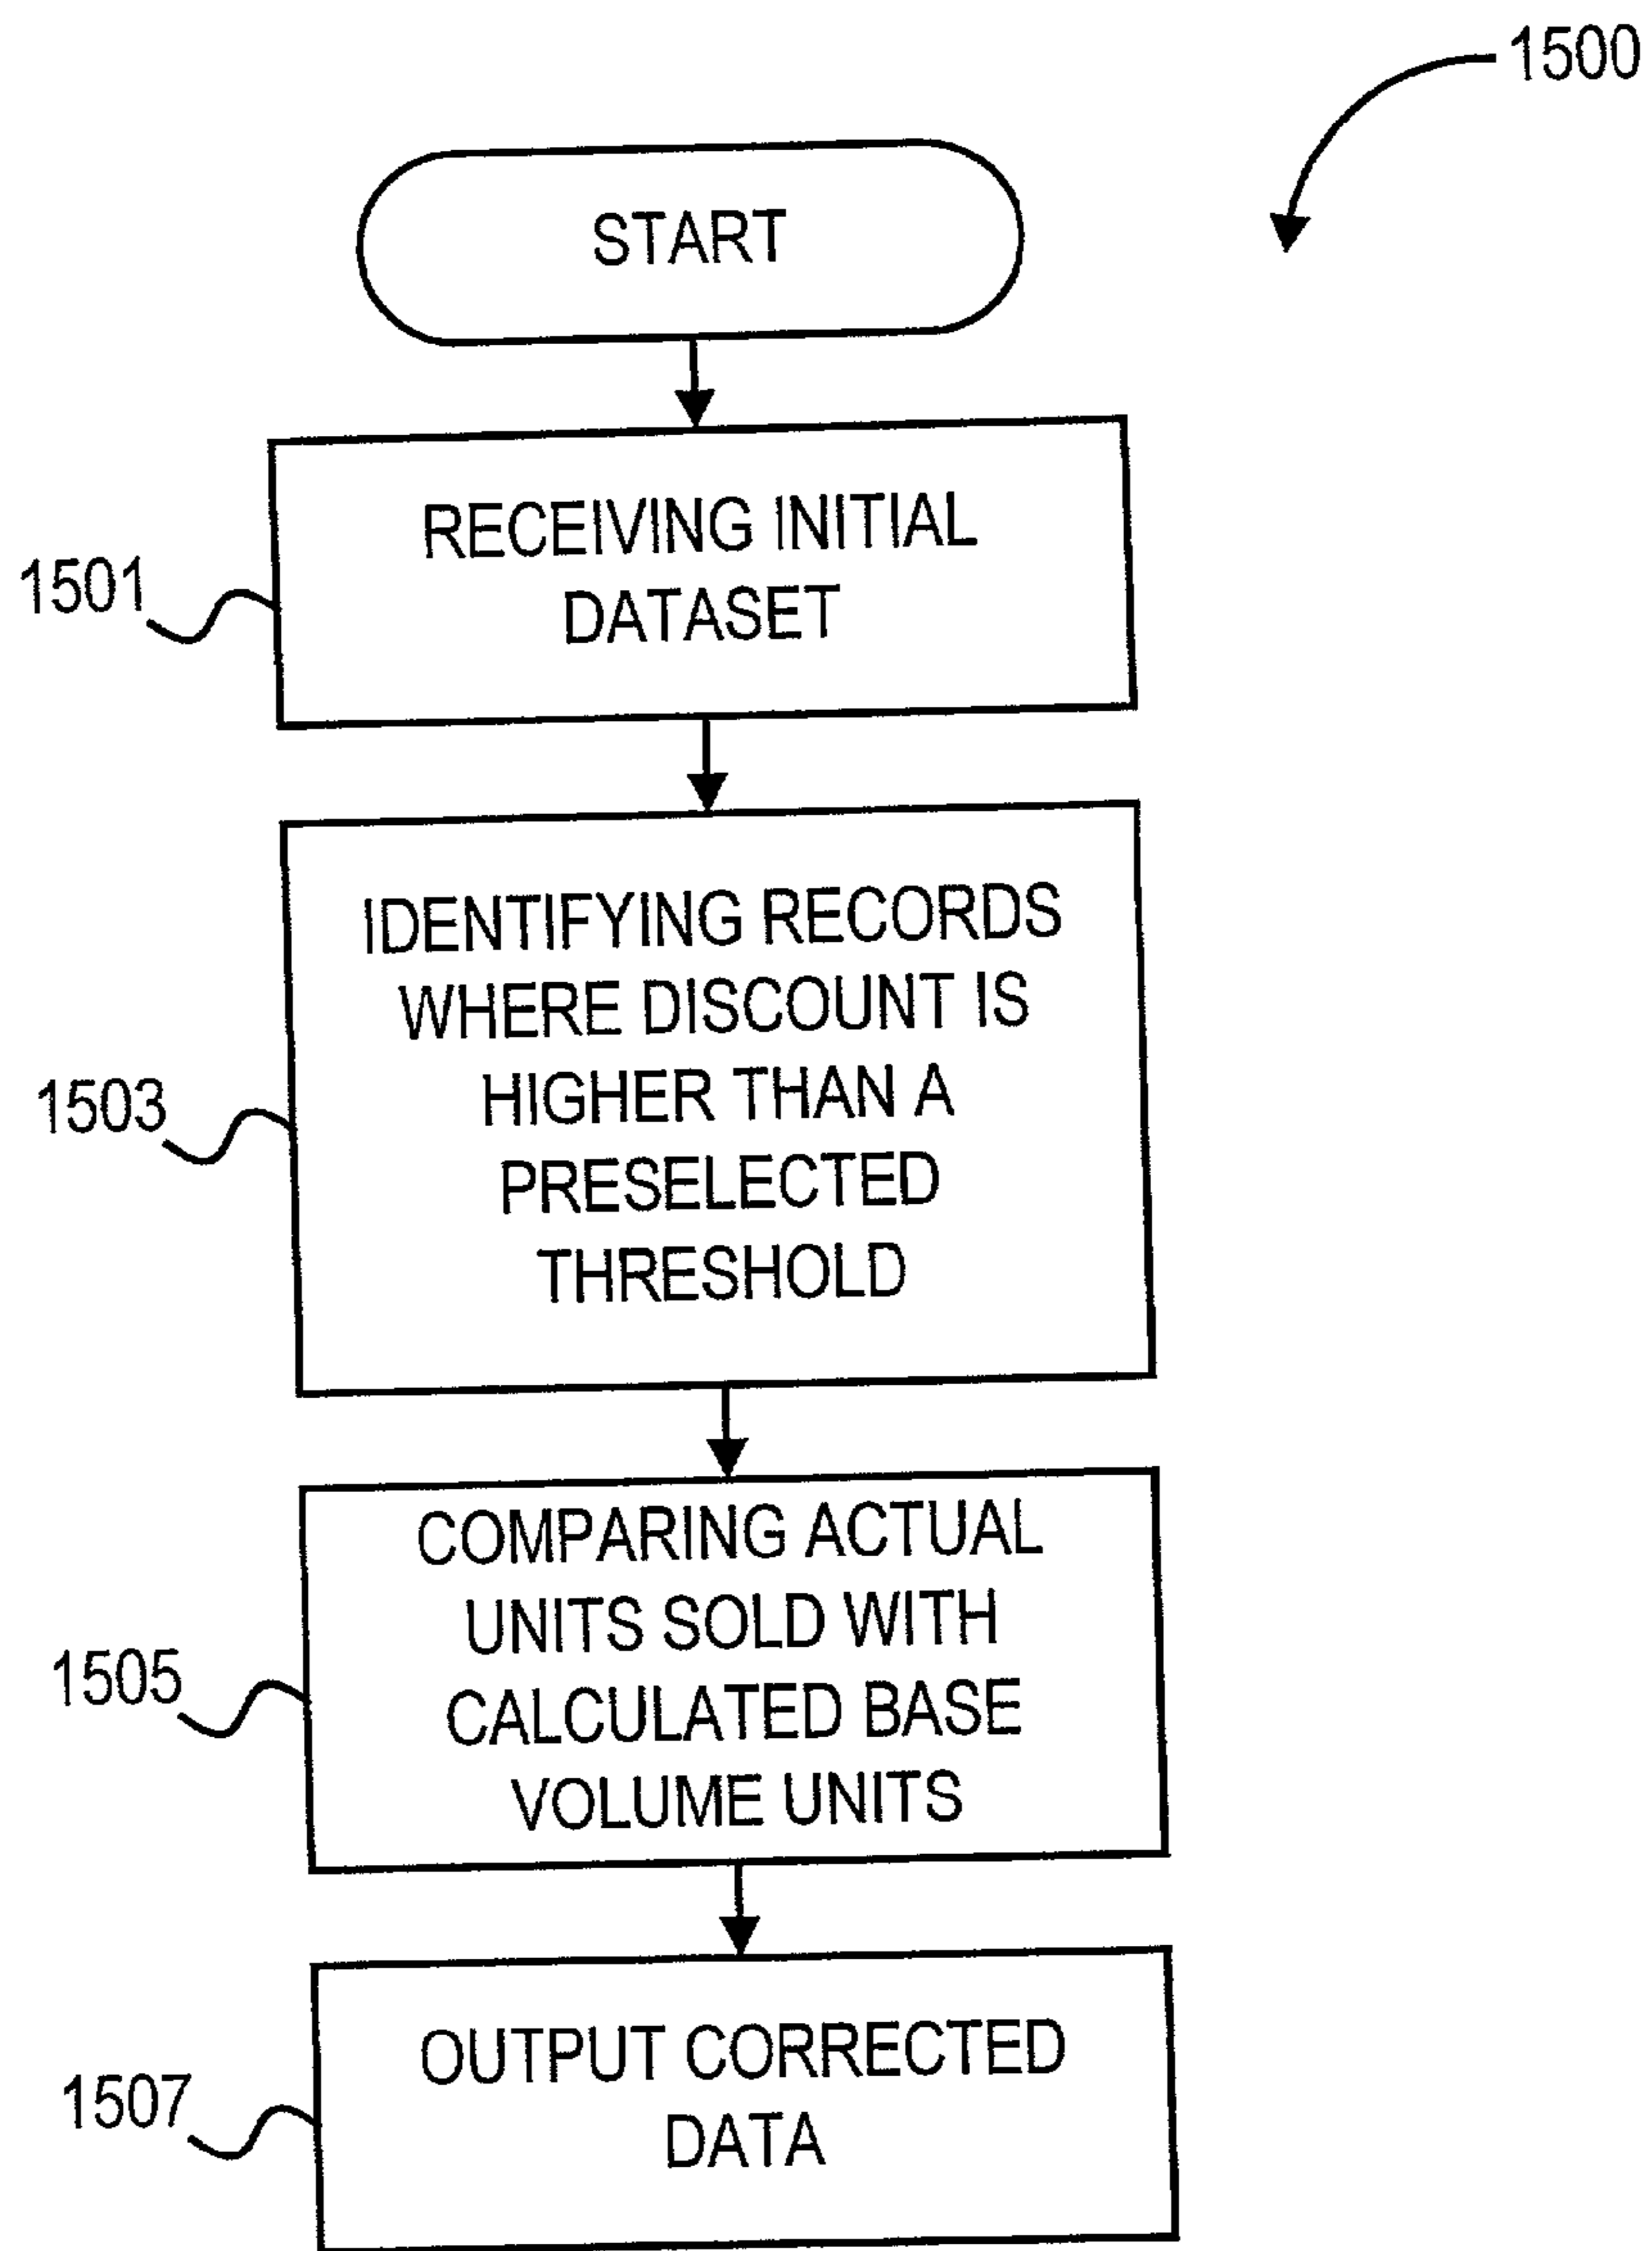 1500
START
RECEIVING INITIAL
DATASET
1501
IDENTIFYING RECORDS
WHERE DISCOUNT IS
HIGHER THAN A
PRESELECTED
THRESHOLD
1503
COMPARING ACTUAL
UNITS SOLD WITH
CALCULATED BASE
VOLUME UNITS
1505
OUTPUT CORRECTED
DATA
1507